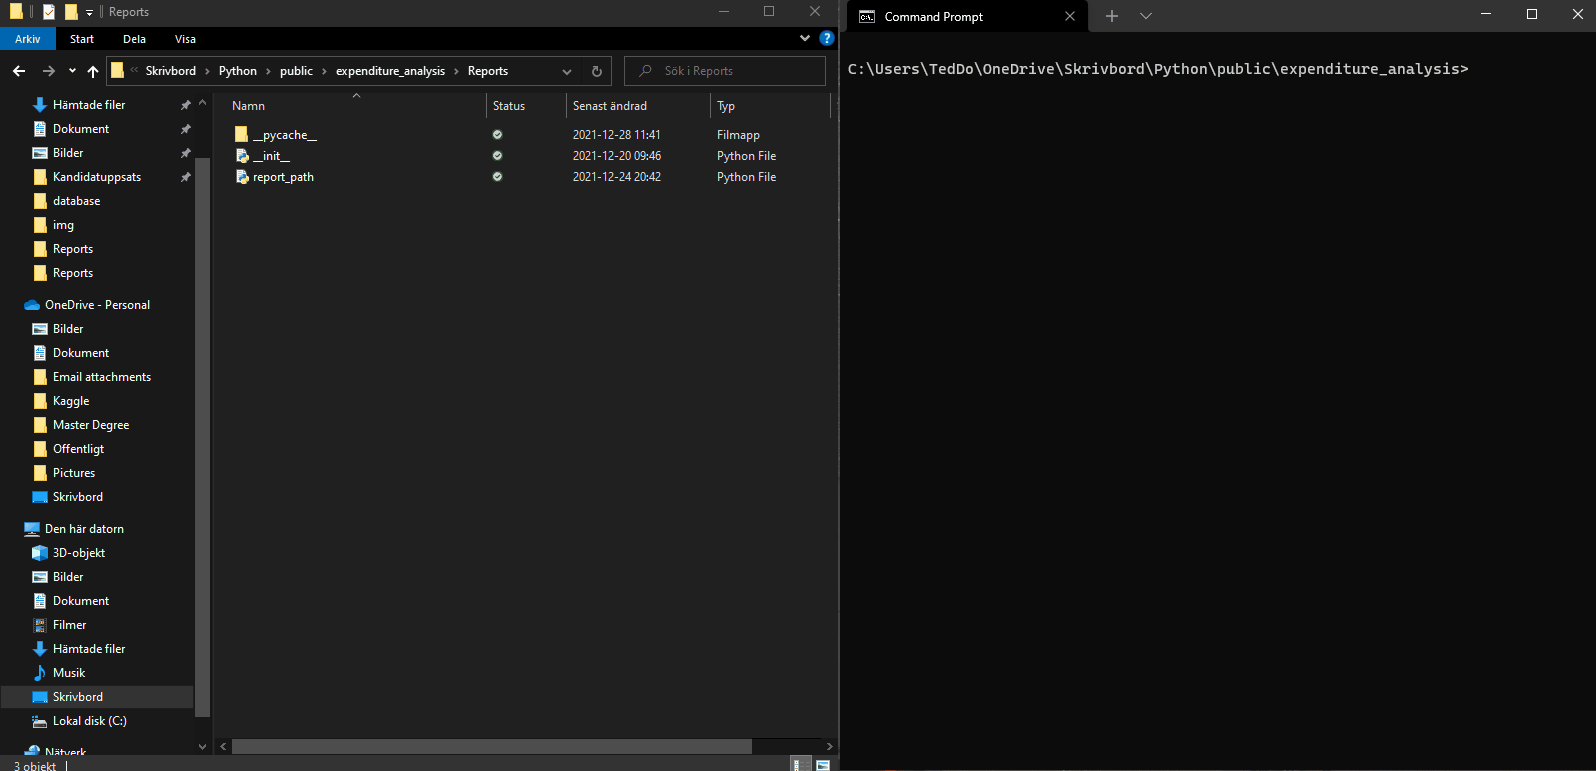 Reports
Arkiv Start Dela Visa
« Skrivbord › Python › public › expenditure_analysis › Reports
Sök i Reports
Hämtade filer
Dokument
Bilder
Kandidatuppsats
database
img
Reports
Reports
OneDrive - Personal
Bilder
Dokument
Email attachments
Kaggle
Master Degree
Offentligt
Pictures
Skrivbord
Den här datorn
3D-objekt
Bilder
Dokument
Filmer
Hämtade filer
Musik
Skrivbord
Lokal disk (C:)
Nätverk
Namn Status Senast ändrad Typ
__pycache__ 2021-12-28 11:41 Filmapp
__init__ 2021-12-20 09:46 Python File
report_path 2021-12-24 20:42 Python File
3 objekt
Command Prompt
C:\Users\TedDo\OneDrive\Skrivbord\Python\public\expenditure_analysis>